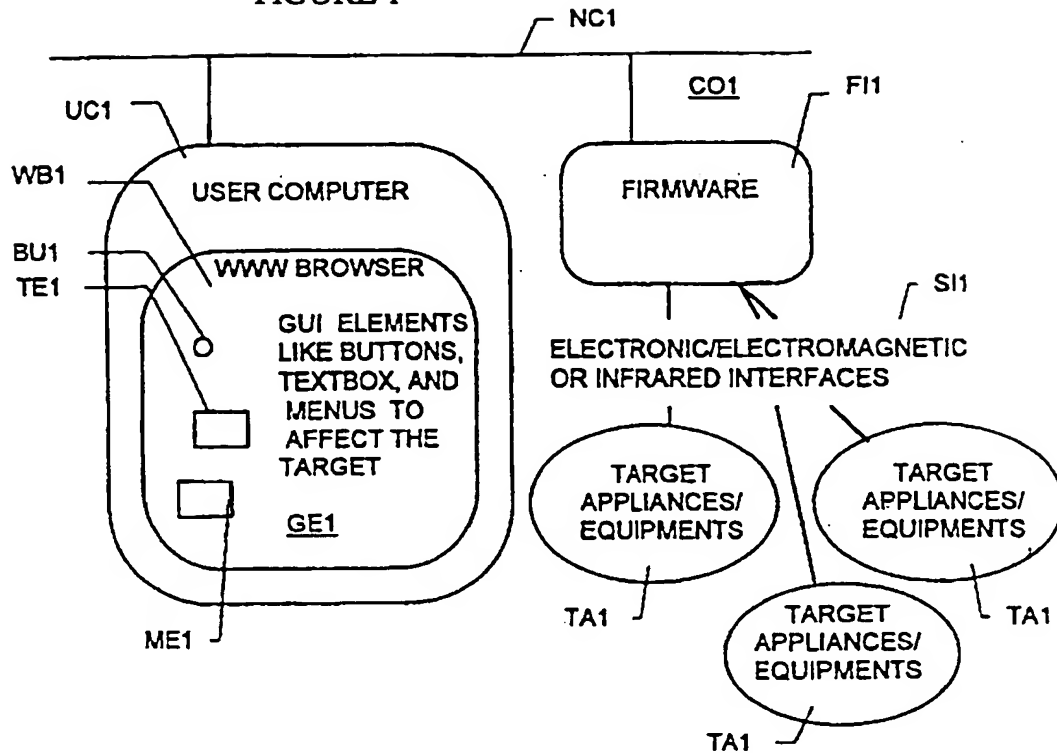 FIGURE 1
NC1
CO1
FI1
UC1
WB1
USER COMPUTER
FIRMWARE
BU1
WWW BROWSER
TE1
SI1
GUI ELEMENTS
LIKE BUTTONS,
TEXTBOX, AND
MENUS TO
AFFECT THE
TARGET
ELECTRONIC/ELECTROMAGNETIC
OR INFRARED INTERFACES
GE1
TARGET
APPLIANCES/
EQUIPMENTS
TARGET
APPLIANCES/
EQUIPMENTS
ME1
TA1
TARGET
APPLIANCES/
EQUIPMENTS
TA1
TA1